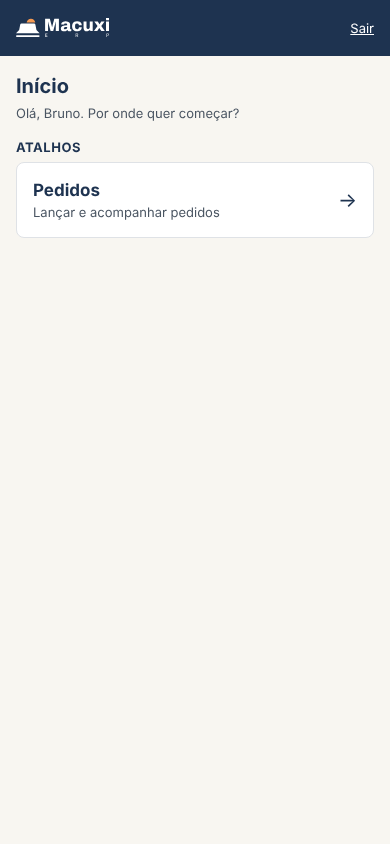 Macuxi
E R P
Sair
Início
Olá, Bruno. Por onde quer começar?
ATALHOS
Pedidos
Lançar e acompanhar pedidos